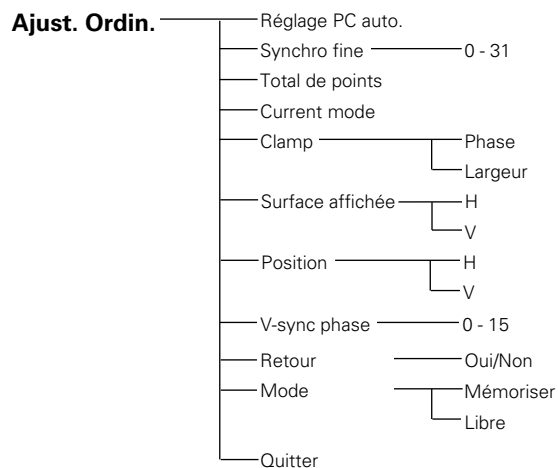 Ajust. Ordin. Réglage PC auto.
Synchro fine 0 - 31
Total de points
Current mode
Clamp Phase
Largeur
Surface affichée H
V
Position H
V
V-sync phase 0 - 15
Retour Oui/Non
Mode Mémoriser
Libre
Quitter